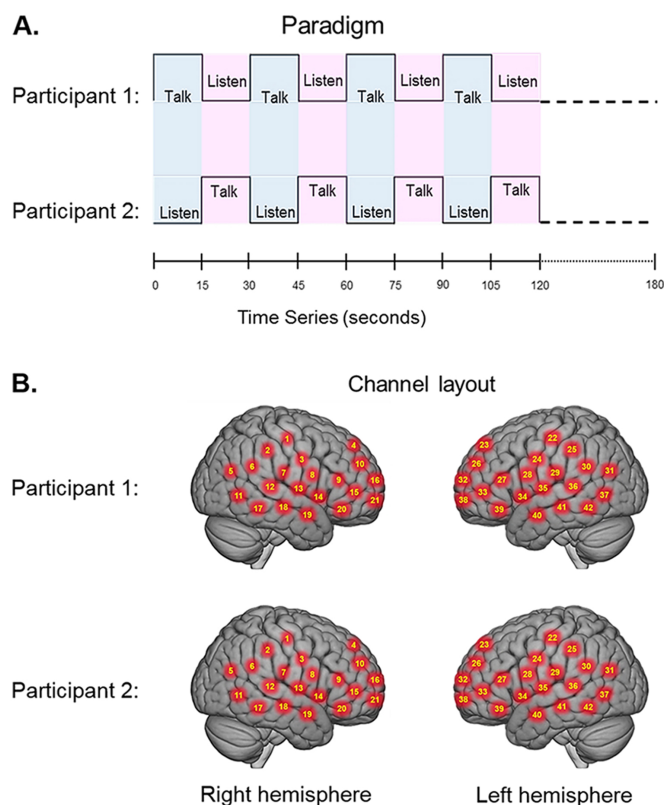 A.
Paradigm
Participant 1:
Talk Listen Talk Listen Talk Listen Talk Listen
Participant 2:
Listen Talk Listen Talk Listen Talk Listen Talk
0 15 30 45 60 75 90 105 120 180
Time Series (seconds)
B.
Channel layout
Participant 1:
1 2 3 4 5 6 7 8 9 10 11 12 13 14 15 16 17 18 19 20 21
22 23 24 25 26 27 28 29 30 31 32 33 34 35 36 37 38 39 40 41 42
Participant 2:
1 2 3 4 5 6 7 8 9 10 11 12 13 14 15 16 17 18 19 20 21
22 23 24 25 26 27 28 29 30 31 32 33 34 35 36 37 38 39 40 41 42
Right hemisphere Left hemisphere